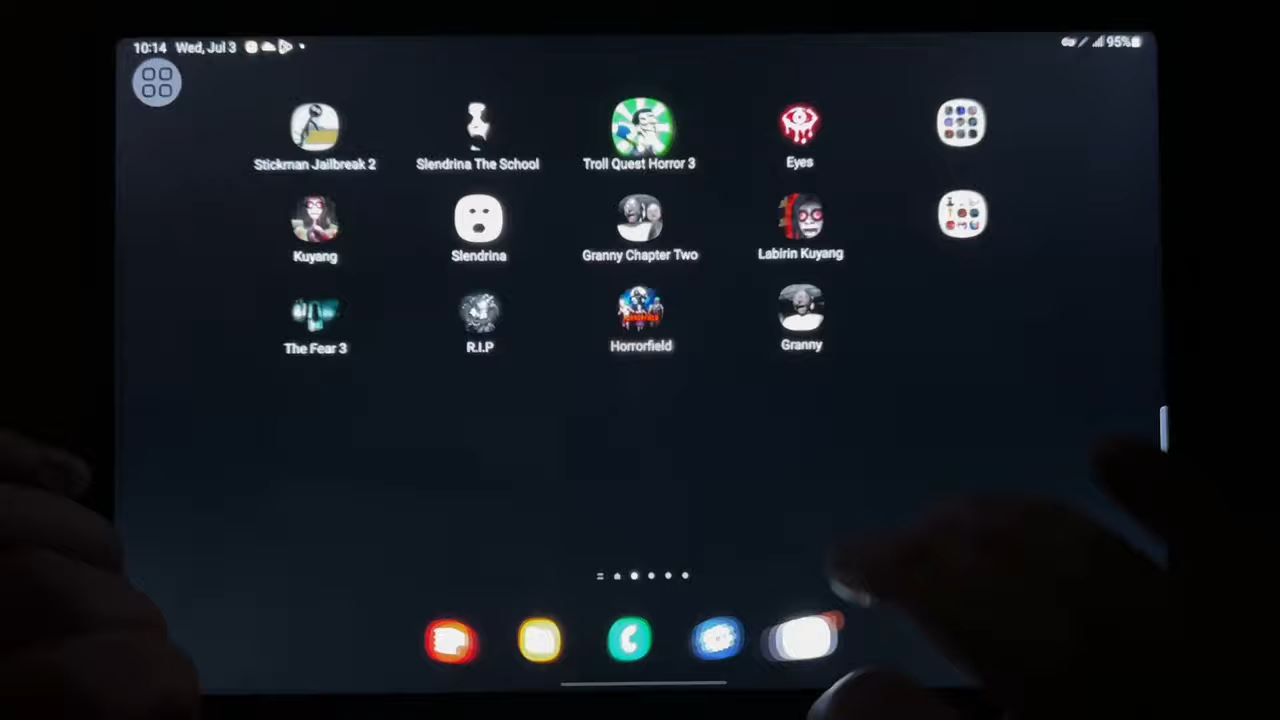 10:14 Wed, Jul 3 95%
Stickman Jailbreak 2 Slendrina The School Troll Quest Horror 3 Eyes
Kuyang Slendrina Granny Chapter Two Labirin Kuyang
The Fear 3 R.I.P Horrorfield Granny